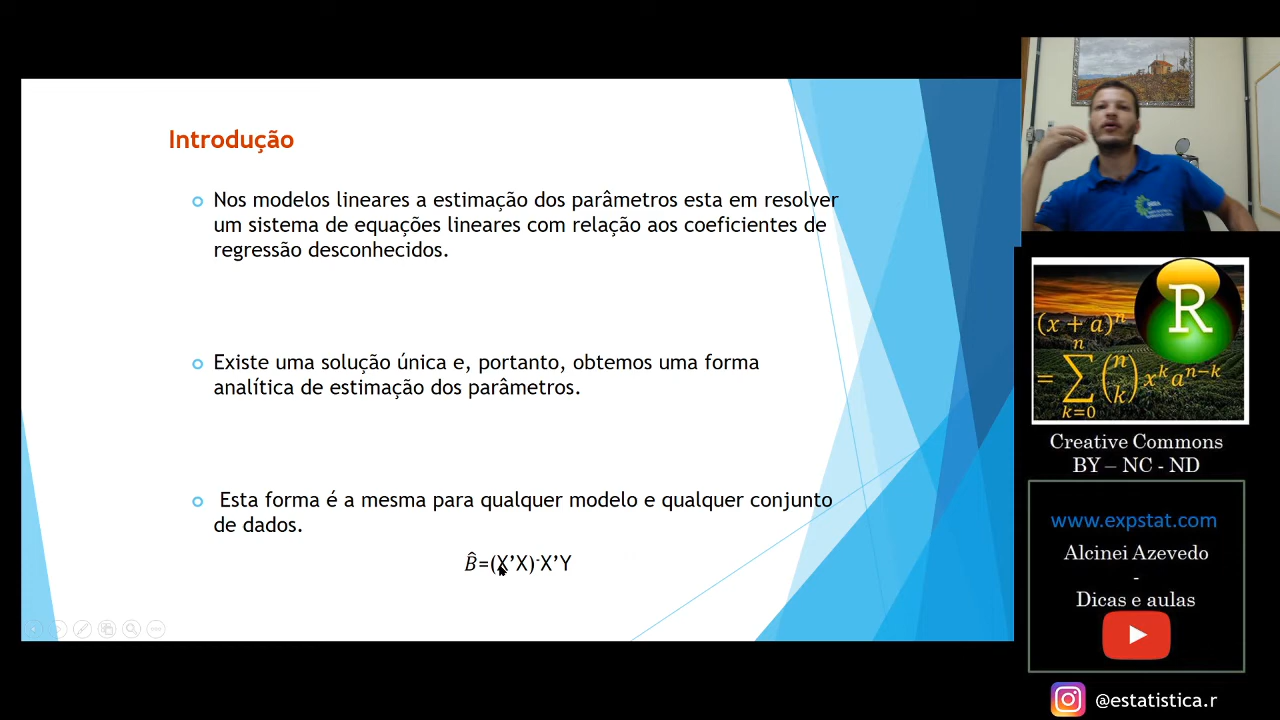 Introdução
Nos modelos lineares a estimação dos parâmetros esta em resolver
um sistema de equações lineares com relação aos coeficientes de
regressão desconhecidos.
Existe uma solução única e, portanto, obtemos uma forma
analítica de estimação dos parâmetros.
Esta forma é a mesma para qualquer modelo e qualquer conjunto
de dados.
B̂=(X’X)⁻X’Y
R
(x + a)ⁿ
= ∑ₖ₌₀ⁿ (ⁿₖ) xᵏaⁿ⁻ᵏ
Creative Commons
BY – NC - ND
www.expstat.com
Alcinei Azevedo
-
Dicas e aulas
@estatistica.r